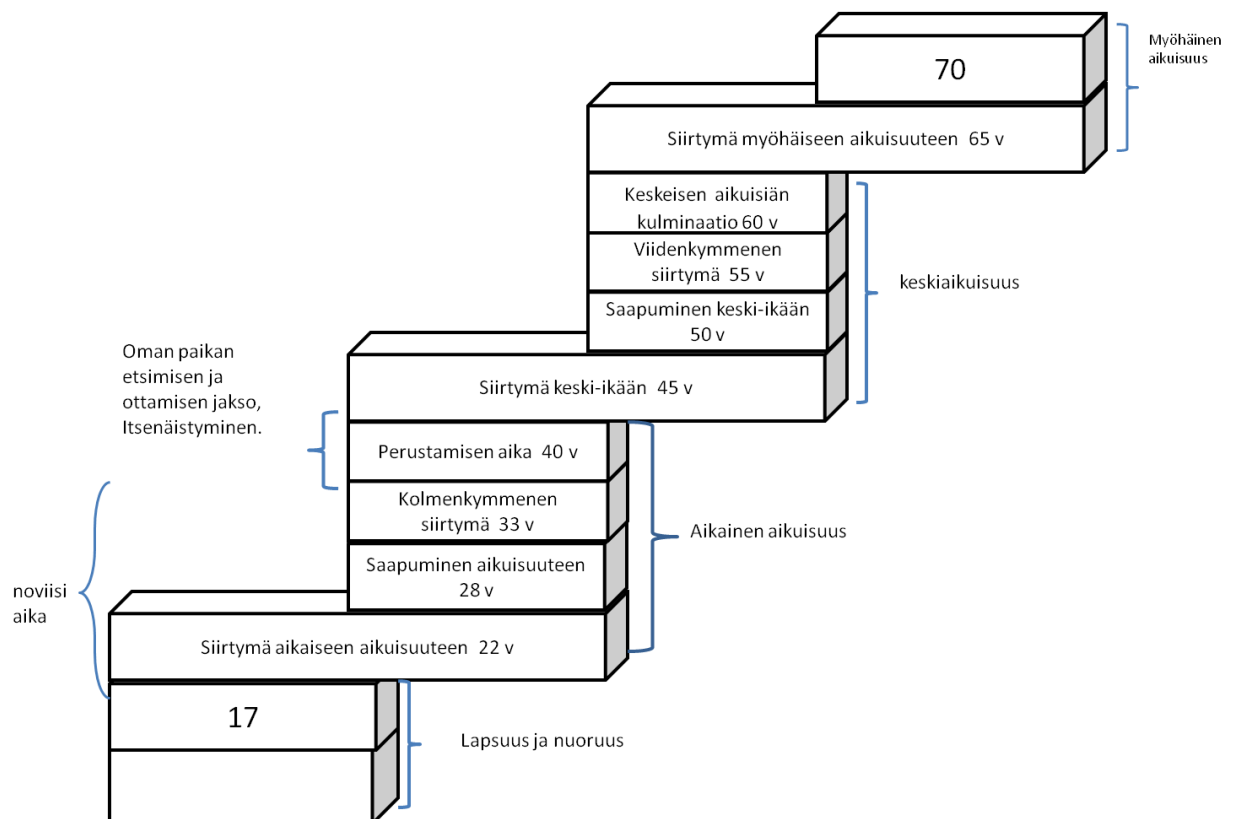 Myöhäinen
aikuisuus
70
Siirtymä myöhäiseen aikuisuuteen 65 v
Keskeisen aikuisiän
kulminaatio 60 v
Viidenkymmenen
siirtymä 55 v
keskiaikuisuus
Saapuminen keski-ikään
50 v
Oman paikan
etsimisen ja
ottamisen jakso,
Itsenäistyminen.
Siirtymä keski-ikään 45 v
Perustamisen aika 40 v
Kolmenkymmenen
siirtymä 33 v
Aikainen aikuisuus
Saapuminen aikuisuuteen
28 v
noviisi
aika
Siirtymä aikaiseen aikuisuuteen 22 v
17
Lapsuus ja nuoruus